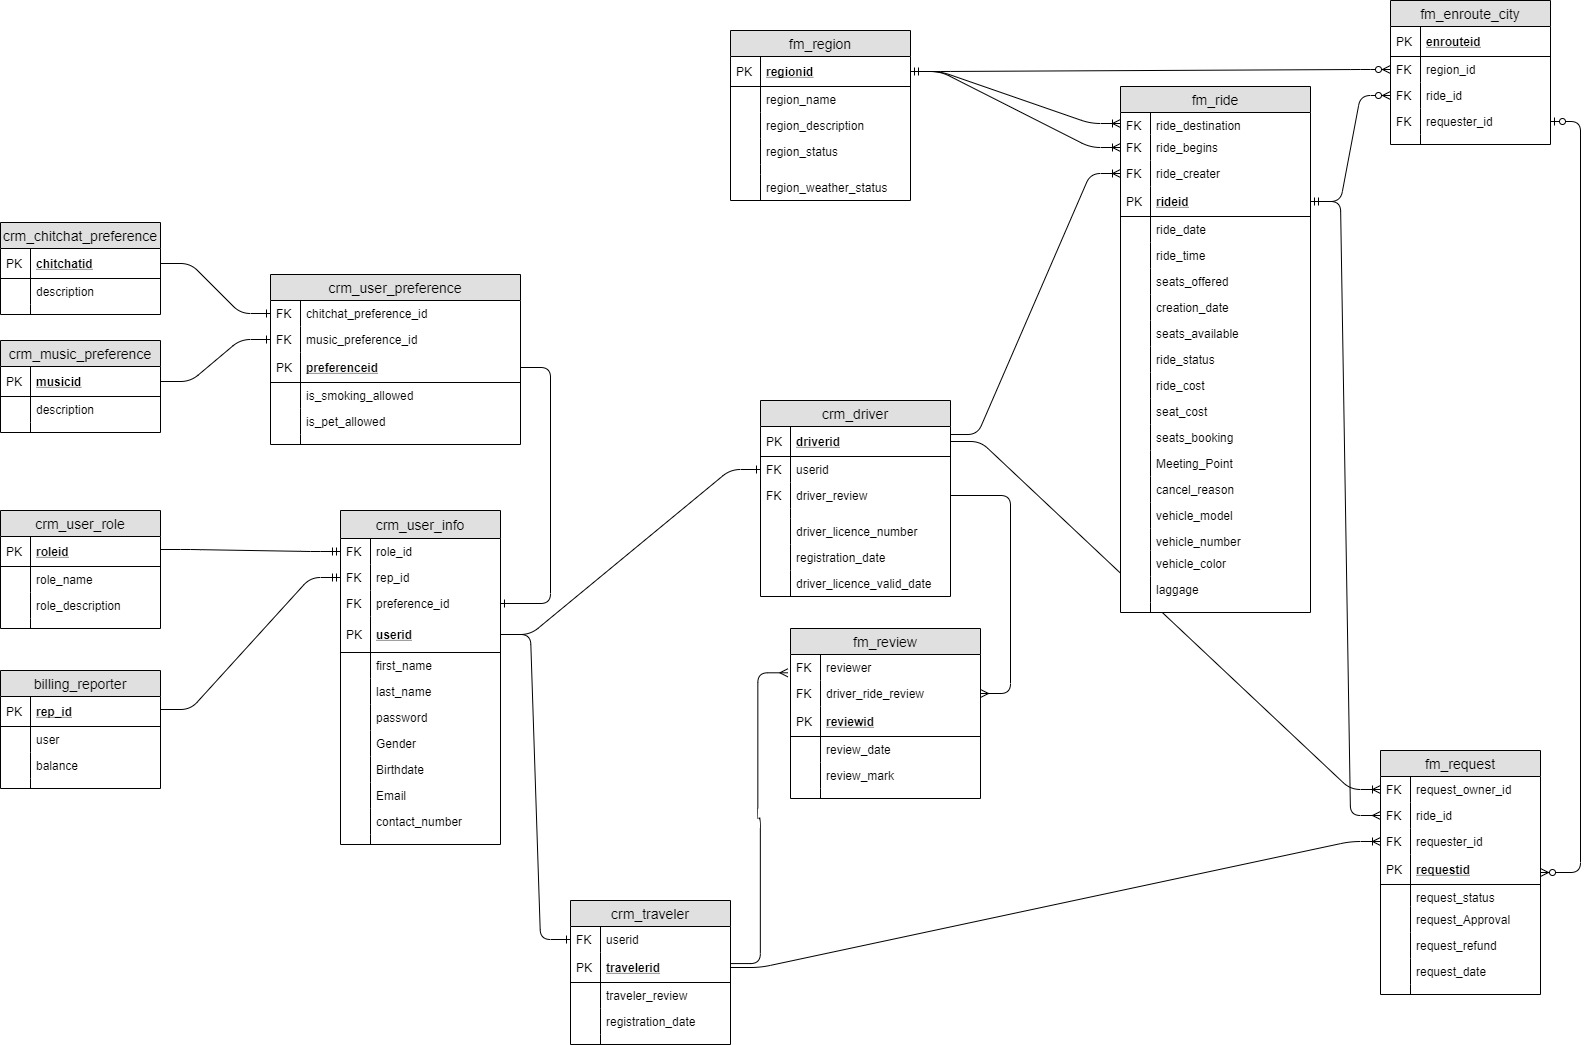 fm_enroute_city
PK enrouteid
FK region_id
FK ride_id
FK requester_id
fm_region
PK regionid
region_name
region_description
region_status
region_weather_status
fm_ride
FK ride_destination
FK ride_begins
FK ride_creater
PK rideid
ride_date
ride_time
seats_offered
creation_date
seats_available
ride_status
ride_cost
seat_cost
seats_booking
Meeting_Point
cancel_reason
vehicle_model
vehicle_number
vehicle_color
laggage
crm_chitchat_preference
PK chitchatid
description
crm_music_preference
PK musicid
description
crm_user_preference
FK chitchat_preference_id
FK music_preference_id
PK preferenceid
is_smoking_allowed
is_pet_allowed
crm_user_role
PK roleid
role_name
role_description
billing_reporter
PK rep_id
user
balance
crm_user_info
FK role_id
FK rep_id
FK preference_id
PK userid
first_name
last_name
password
Gender
Birthdate
Email
contact_number
crm_driver
PK driverid
FK userid
FK driver_review
driver_licence_number
registration_date
driver_licence_valid_date
fm_review
FK reviewer
FK driver_ride_review
PK reviewid
review_date
review_mark
crm_traveler
FK userid
PK travelerid
traveler_review
registration_date
fm_request
FK request_owner_id
FK ride_id
FK requester_id
PK requestid
request_status
request_Approval
request_refund
request_date